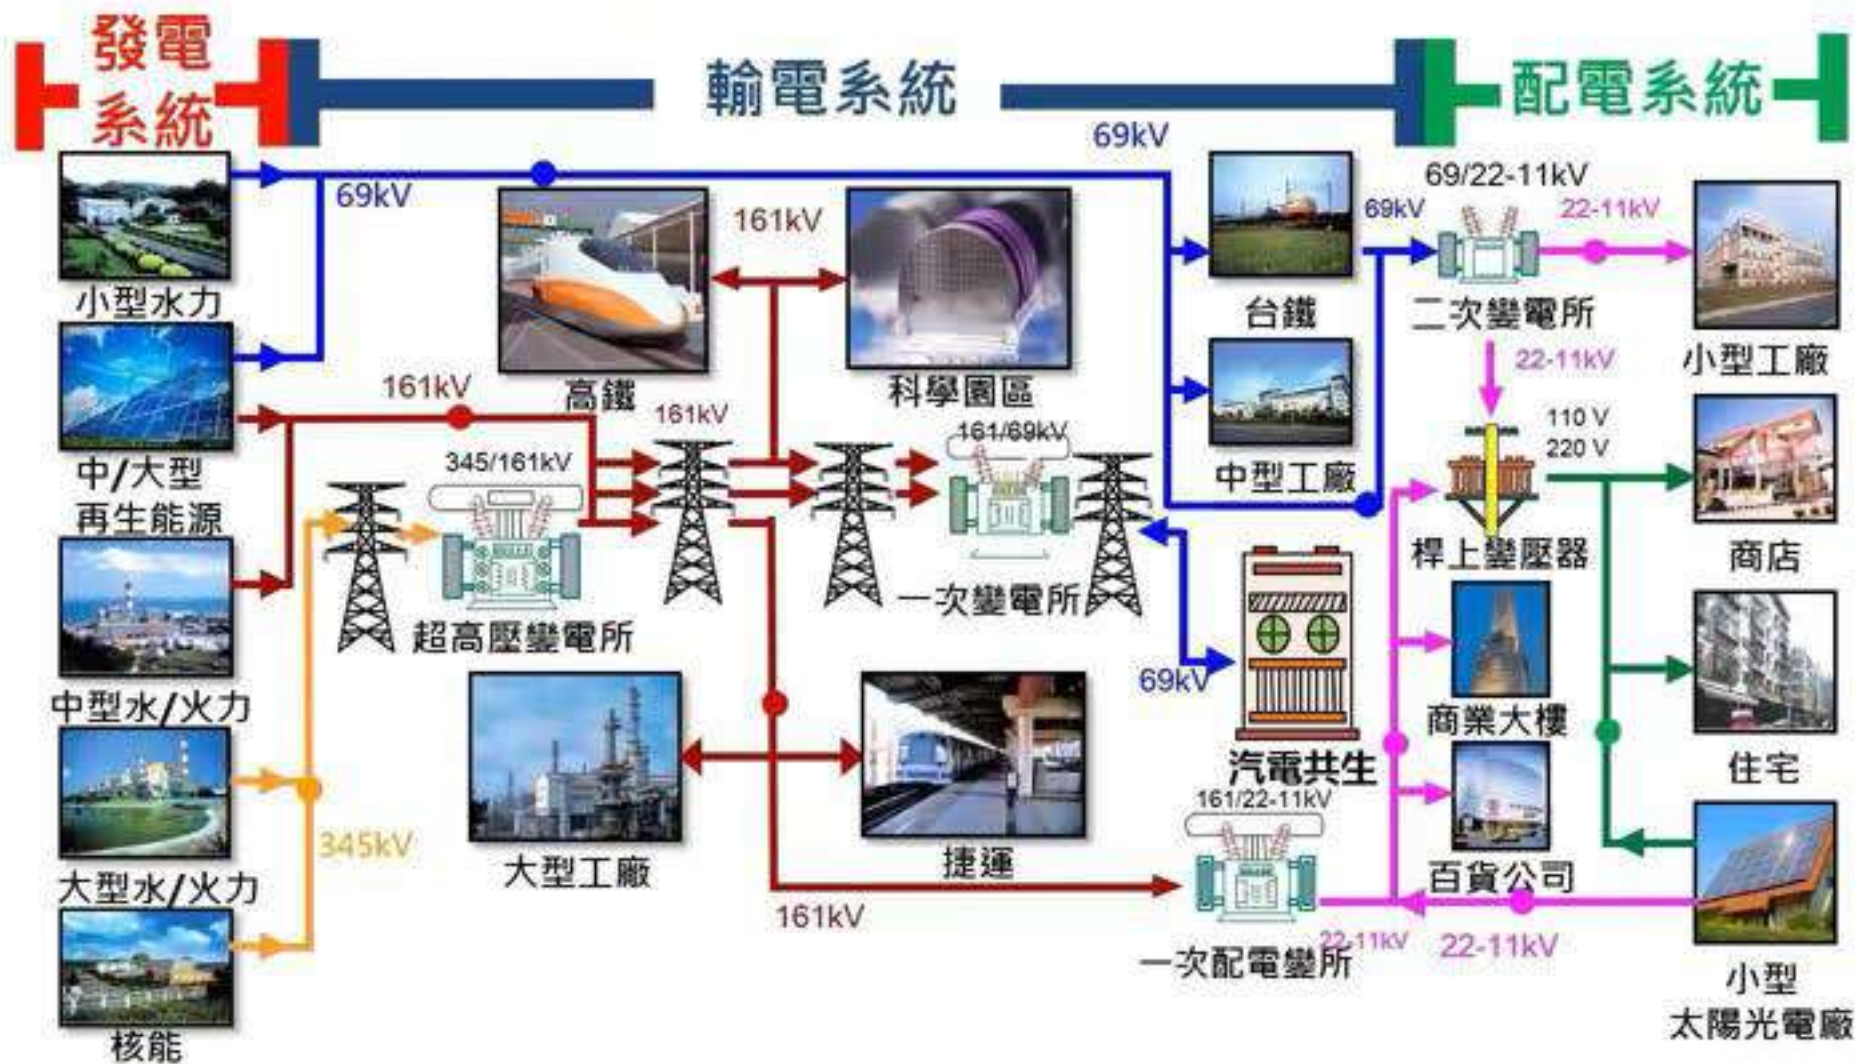 發電
系統
輸電系統
配電系統
69kV
小型水力
69kV
161kV
台鐵
69kV
69/22-11kV
22-11kV
二次變電所
小型工廠
22-11kV
中/大型
再生能源
161kV
高鐵
科學園區
161kV
345/161kV
161/69kV
中型工廠
110 V
220 V
桿上變壓器
商店
中型水/火力
超高壓變電所
一次變電所
69kV
汽電共生
商業大樓
住宅
大型水/火力
345kV
大型工廠
捷運
161kV
161/22-11kV
百貨公司
一次配電變所
22-11kV
22-11kV
核能
小型
太陽光電廠